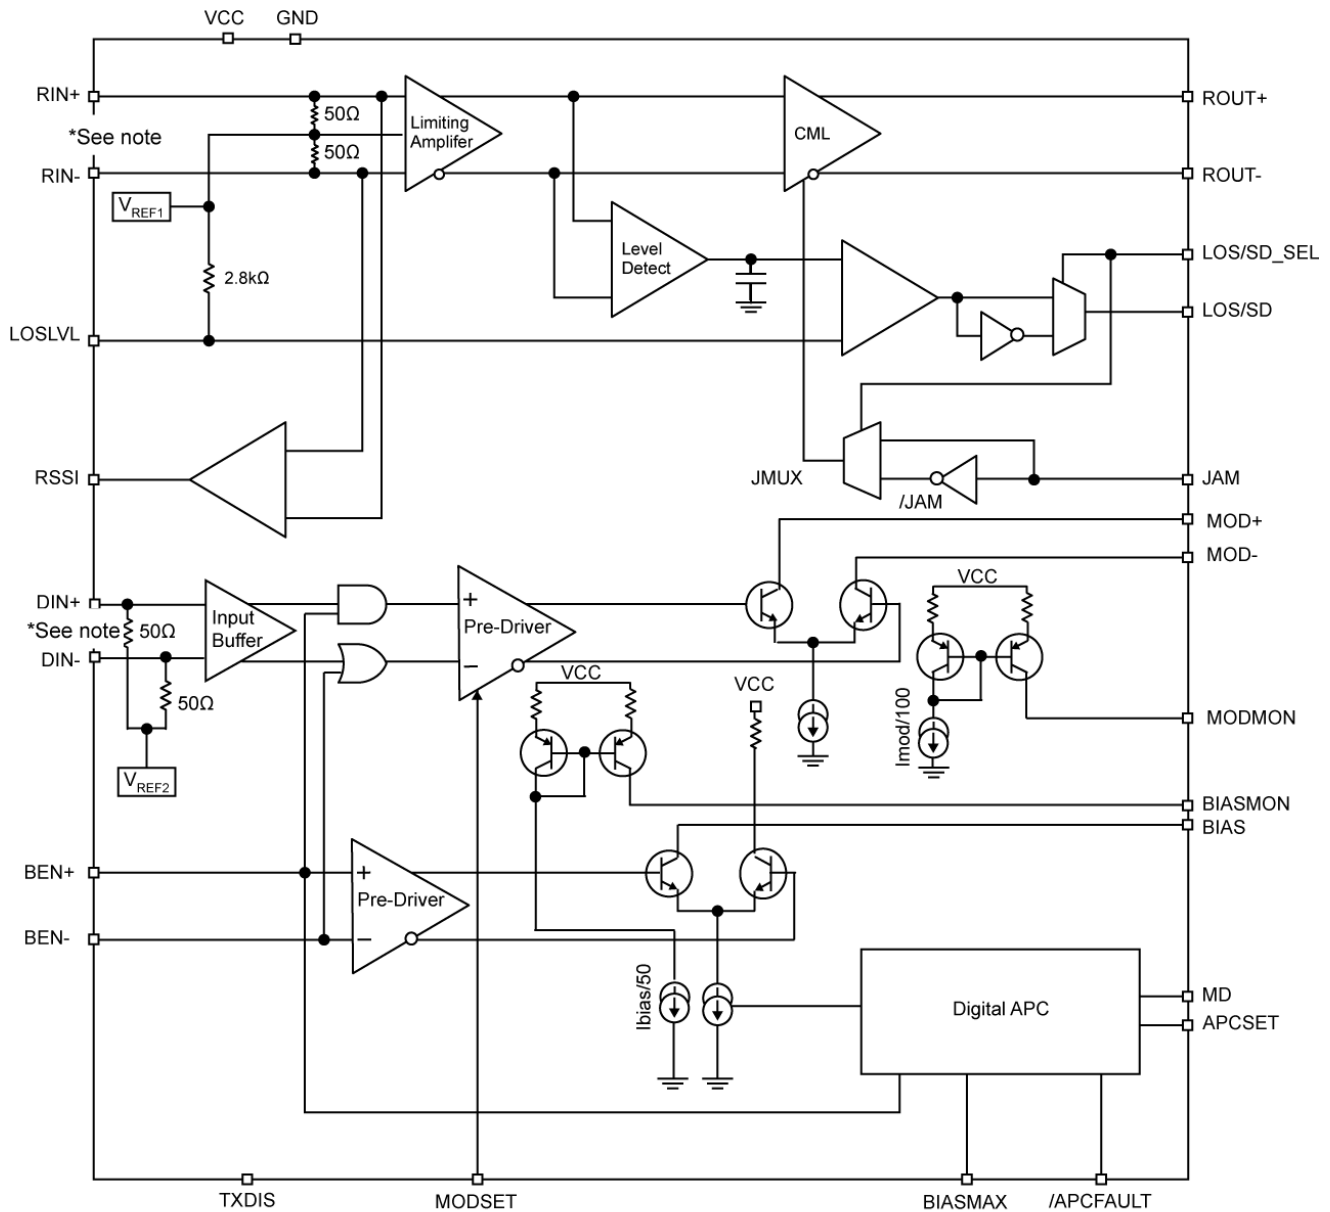 VCC GND
RIN+
50Ω
*See note
50Ω
RIN-
Limiting
Amplifer
CML
ROUT+
ROUT-
VREF1
2.8kΩ
Level
Detect
LOS/SD_SEL
LOS/SD
LOSLVL
RSSI
JMUX
/JAM
JAM
MOD+
MOD-
DIN+
*See note
50Ω
DIN-
50Ω
Input
Buffer
+
Pre-Driver
−
VCC
VCC
VCC
Imod/100
MODMON
VREF2
BIASMON
BIAS
BEN+
+
Pre-Driver
−
BEN-
Ibias/50
Digital APC
MD
APCSET
TXDIS
MODSET
BIASMAX
/APCFAULT